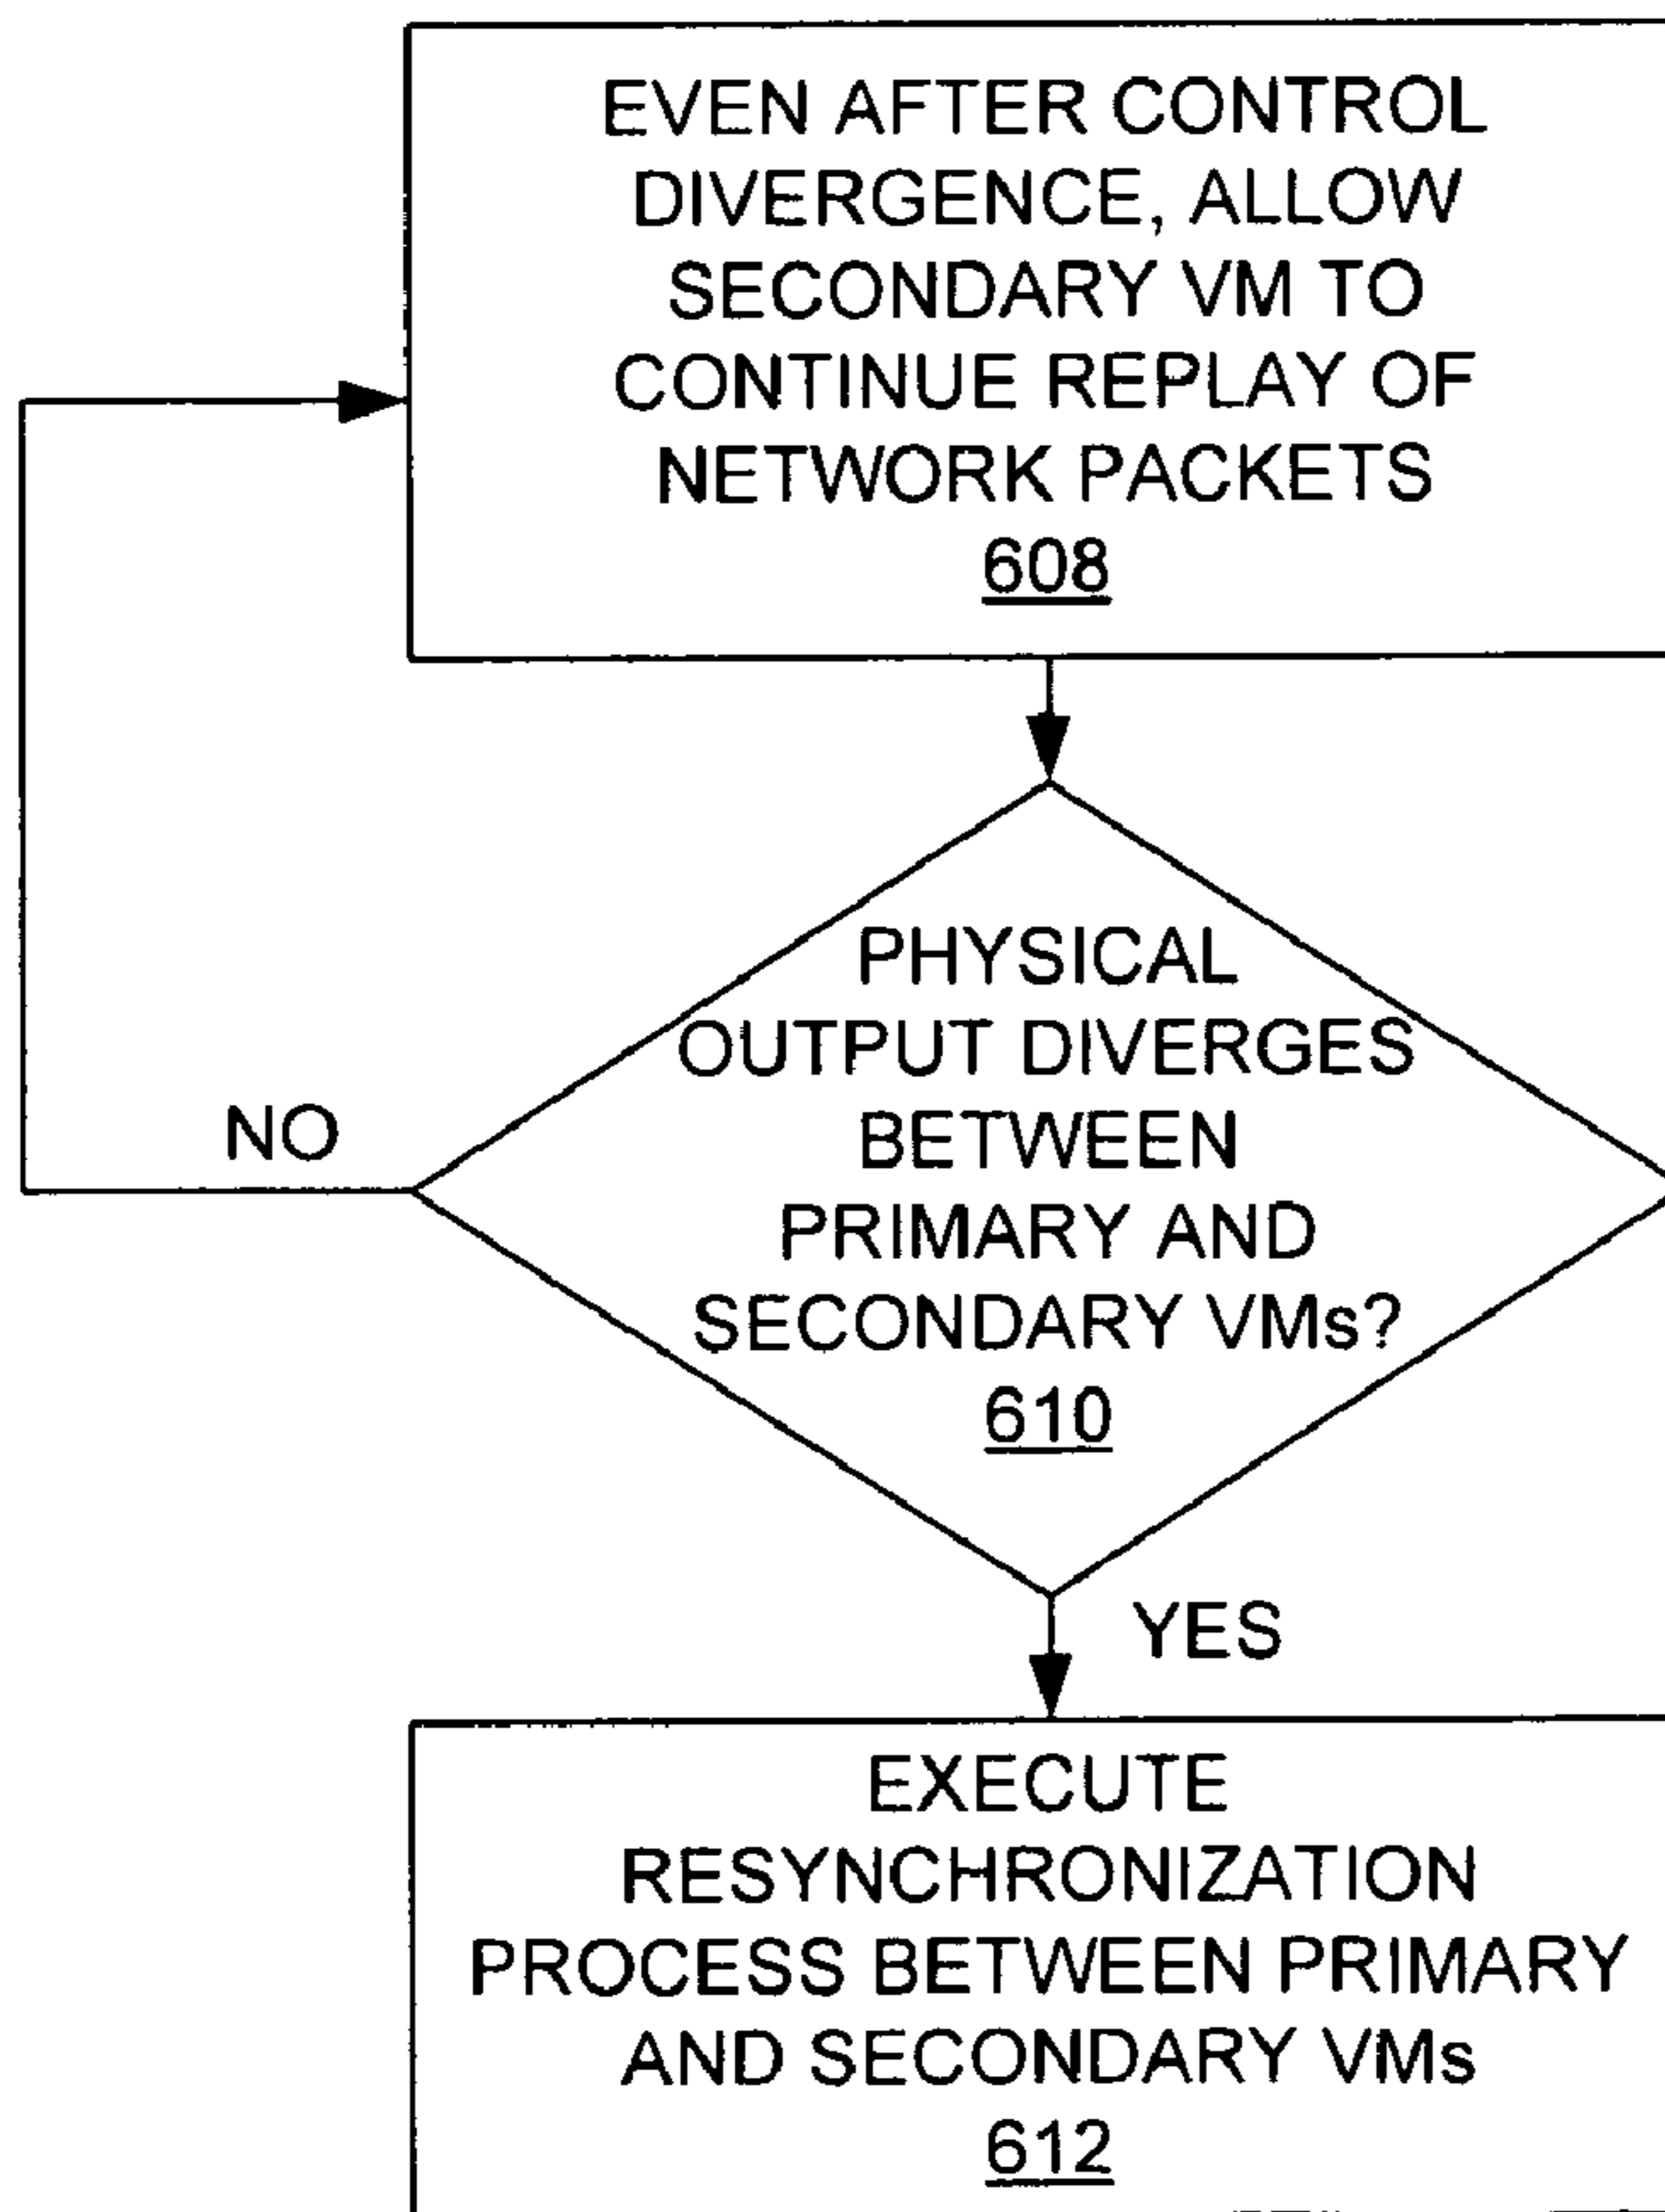 EVEN AFTER CONTROL
DIVERGENCE, ALLOW
SECONDARY VM TO
CONTINUE REPLAY OF
NETWORK PACKETS
608
PHYSICAL
OUTPUT DIVERGES
BETWEEN
PRIMARY AND
SECONDARY VMs?
610
NO
YES
EXECUTE
RESYNCHRONIZATION
PROCESS BETWEEN PRIMARY
AND SECONDARY VMs
612